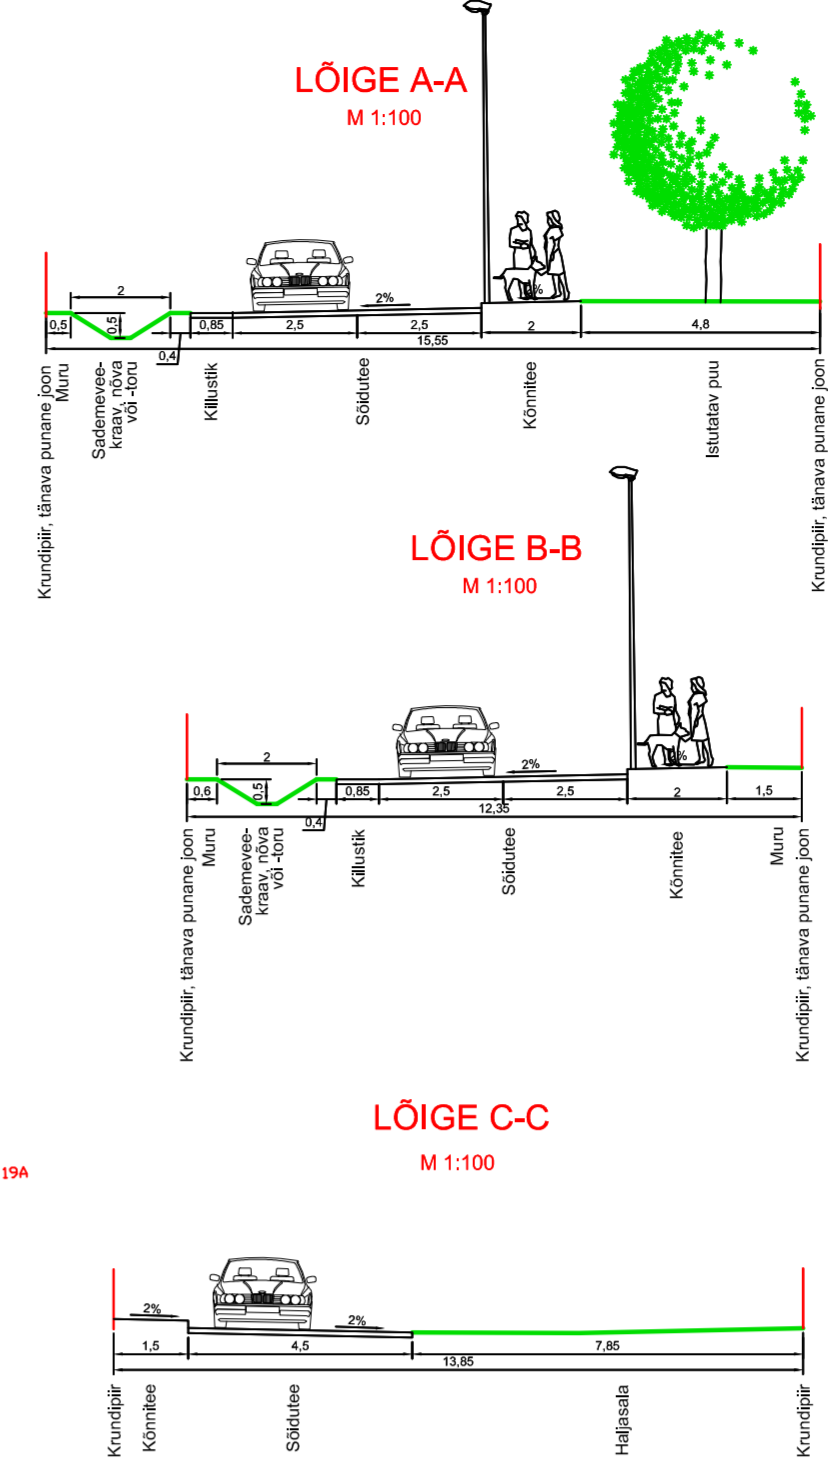 LÕIGE A-A
M 1:100
2
2%
2%
0,5
0,5
0,85
2,5
2,5
2
4,8
15,55
0,4
Krundipiir, tänava punane joon
Muru
Sademevee-
kraav, nõva
või -toru
Killustik
Sõidutee
Kõnnitee
Istutatav puu
Krundipiir, tänava punane joon
LÕIGE B-B
M 1:100
2
2%
2%
0,6
0,5
0,85
2,5
2,5
2
1,5
12,35
0,4
Krundipiir, tänava punane joon
Muru
Sademevee-
kraav, nõva
või -toru
Killustik
Sõidutee
Kõnnitee
Muru
Krundipiir, tänava punane joon
LÕIGE C-C
M 1:100
19A
2%
2%
1,5
4,5
7,85
13,85
Krundipiir
Kõnnitee
Sõidutee
Haljasala
Krundipiir